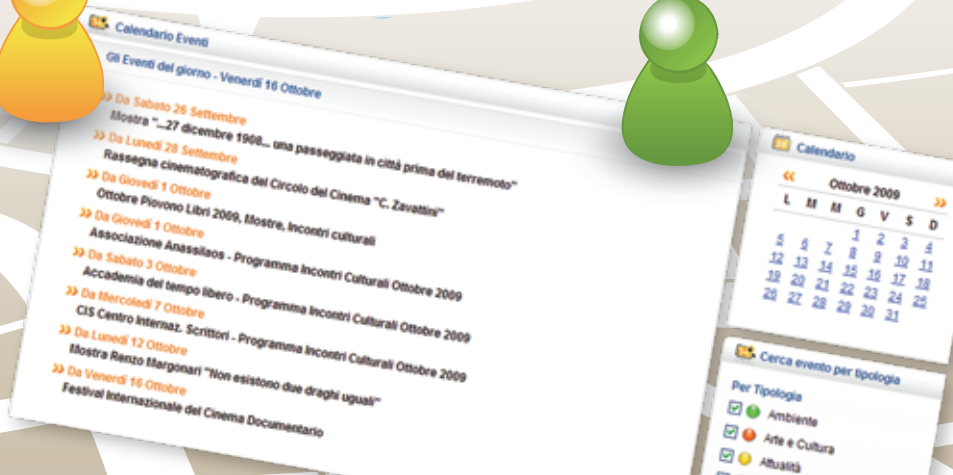 Calendario Eventi
Gli Eventi del giorno - Venerdì 16 Ottobre
Da Sabato 26 Settembre
Mostra "...27 dicembre 1908... una passeggiata in città prima del terremoto"
Da Lunedì 28 Settembre
Rassegna cinematografica del Circolo del Cinema "C. Zavattini"
Da Giovedì 1 Ottobre
Ottobre Piovono Libri 2009, Mostre, Incontri culturali
Da Giovedì 1 Ottobre
Associazione Anassilaos - Programma Incontri Culturali Ottobre 2009
Da Sabato 3 Ottobre
Accademia del tempo libero - Programma Incontri Culturali Ottobre 2009
Da Mercoledì 7 Ottobre
CIS Centro Internaz. Scrittori - Programma Incontri Culturali Ottobre 2009
Da Lunedì 12 Ottobre
Mostra Renzo Margonari "Non esistono due draghi uguali"
Da Venerdì 16 Ottobre
Festival Internazionale del Cinema Documentario
Calendario
Ottobre 2009
L M M G V S D
1 2 3 4
5 6 7 8 9 10 11
12 13 14 15 16 17 18
19 20 21 22 23 24 25
26 27 28 29 30 31
Cerca evento per tipologia
Per Tipologia
Ambiente
Arte e Cultura
Attualità